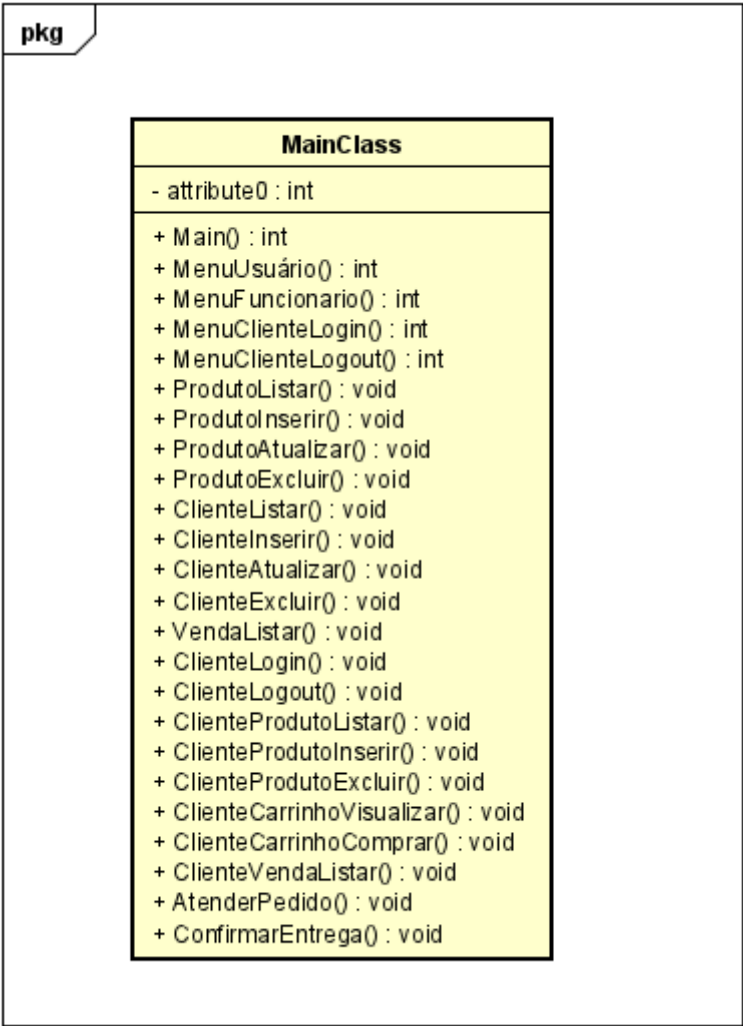 pkg
MainClass
- attribute0 : int
+ Main() : int
+ MenuUsuário() : int
+ MenuFuncionario() : int
+ MenuClienteLogin() : int
+ MenuClienteLogout() : int
+ ProdutoListar() : void
+ ProdutoInserir() : void
+ ProdutoAtualizar() : void
+ ProdutoExcluir() : void
+ ClienteListar() : void
+ ClienteInserir() : void
+ ClienteAtualizar() : void
+ ClienteExcluir() : void
+ VendaListar() : void
+ ClienteLogin() : void
+ ClienteLogout() : void
+ ClienteProdutoListar() : void
+ ClienteProdutoInserir() : void
+ ClienteProdutoExcluir() : void
+ ClienteCarrinhoVisualizar() : void
+ ClienteCarrinhoComprar() : void
+ ClienteVendaListar() : void
+ AtenderPedido() : void
+ ConfirmarEntrega() : void